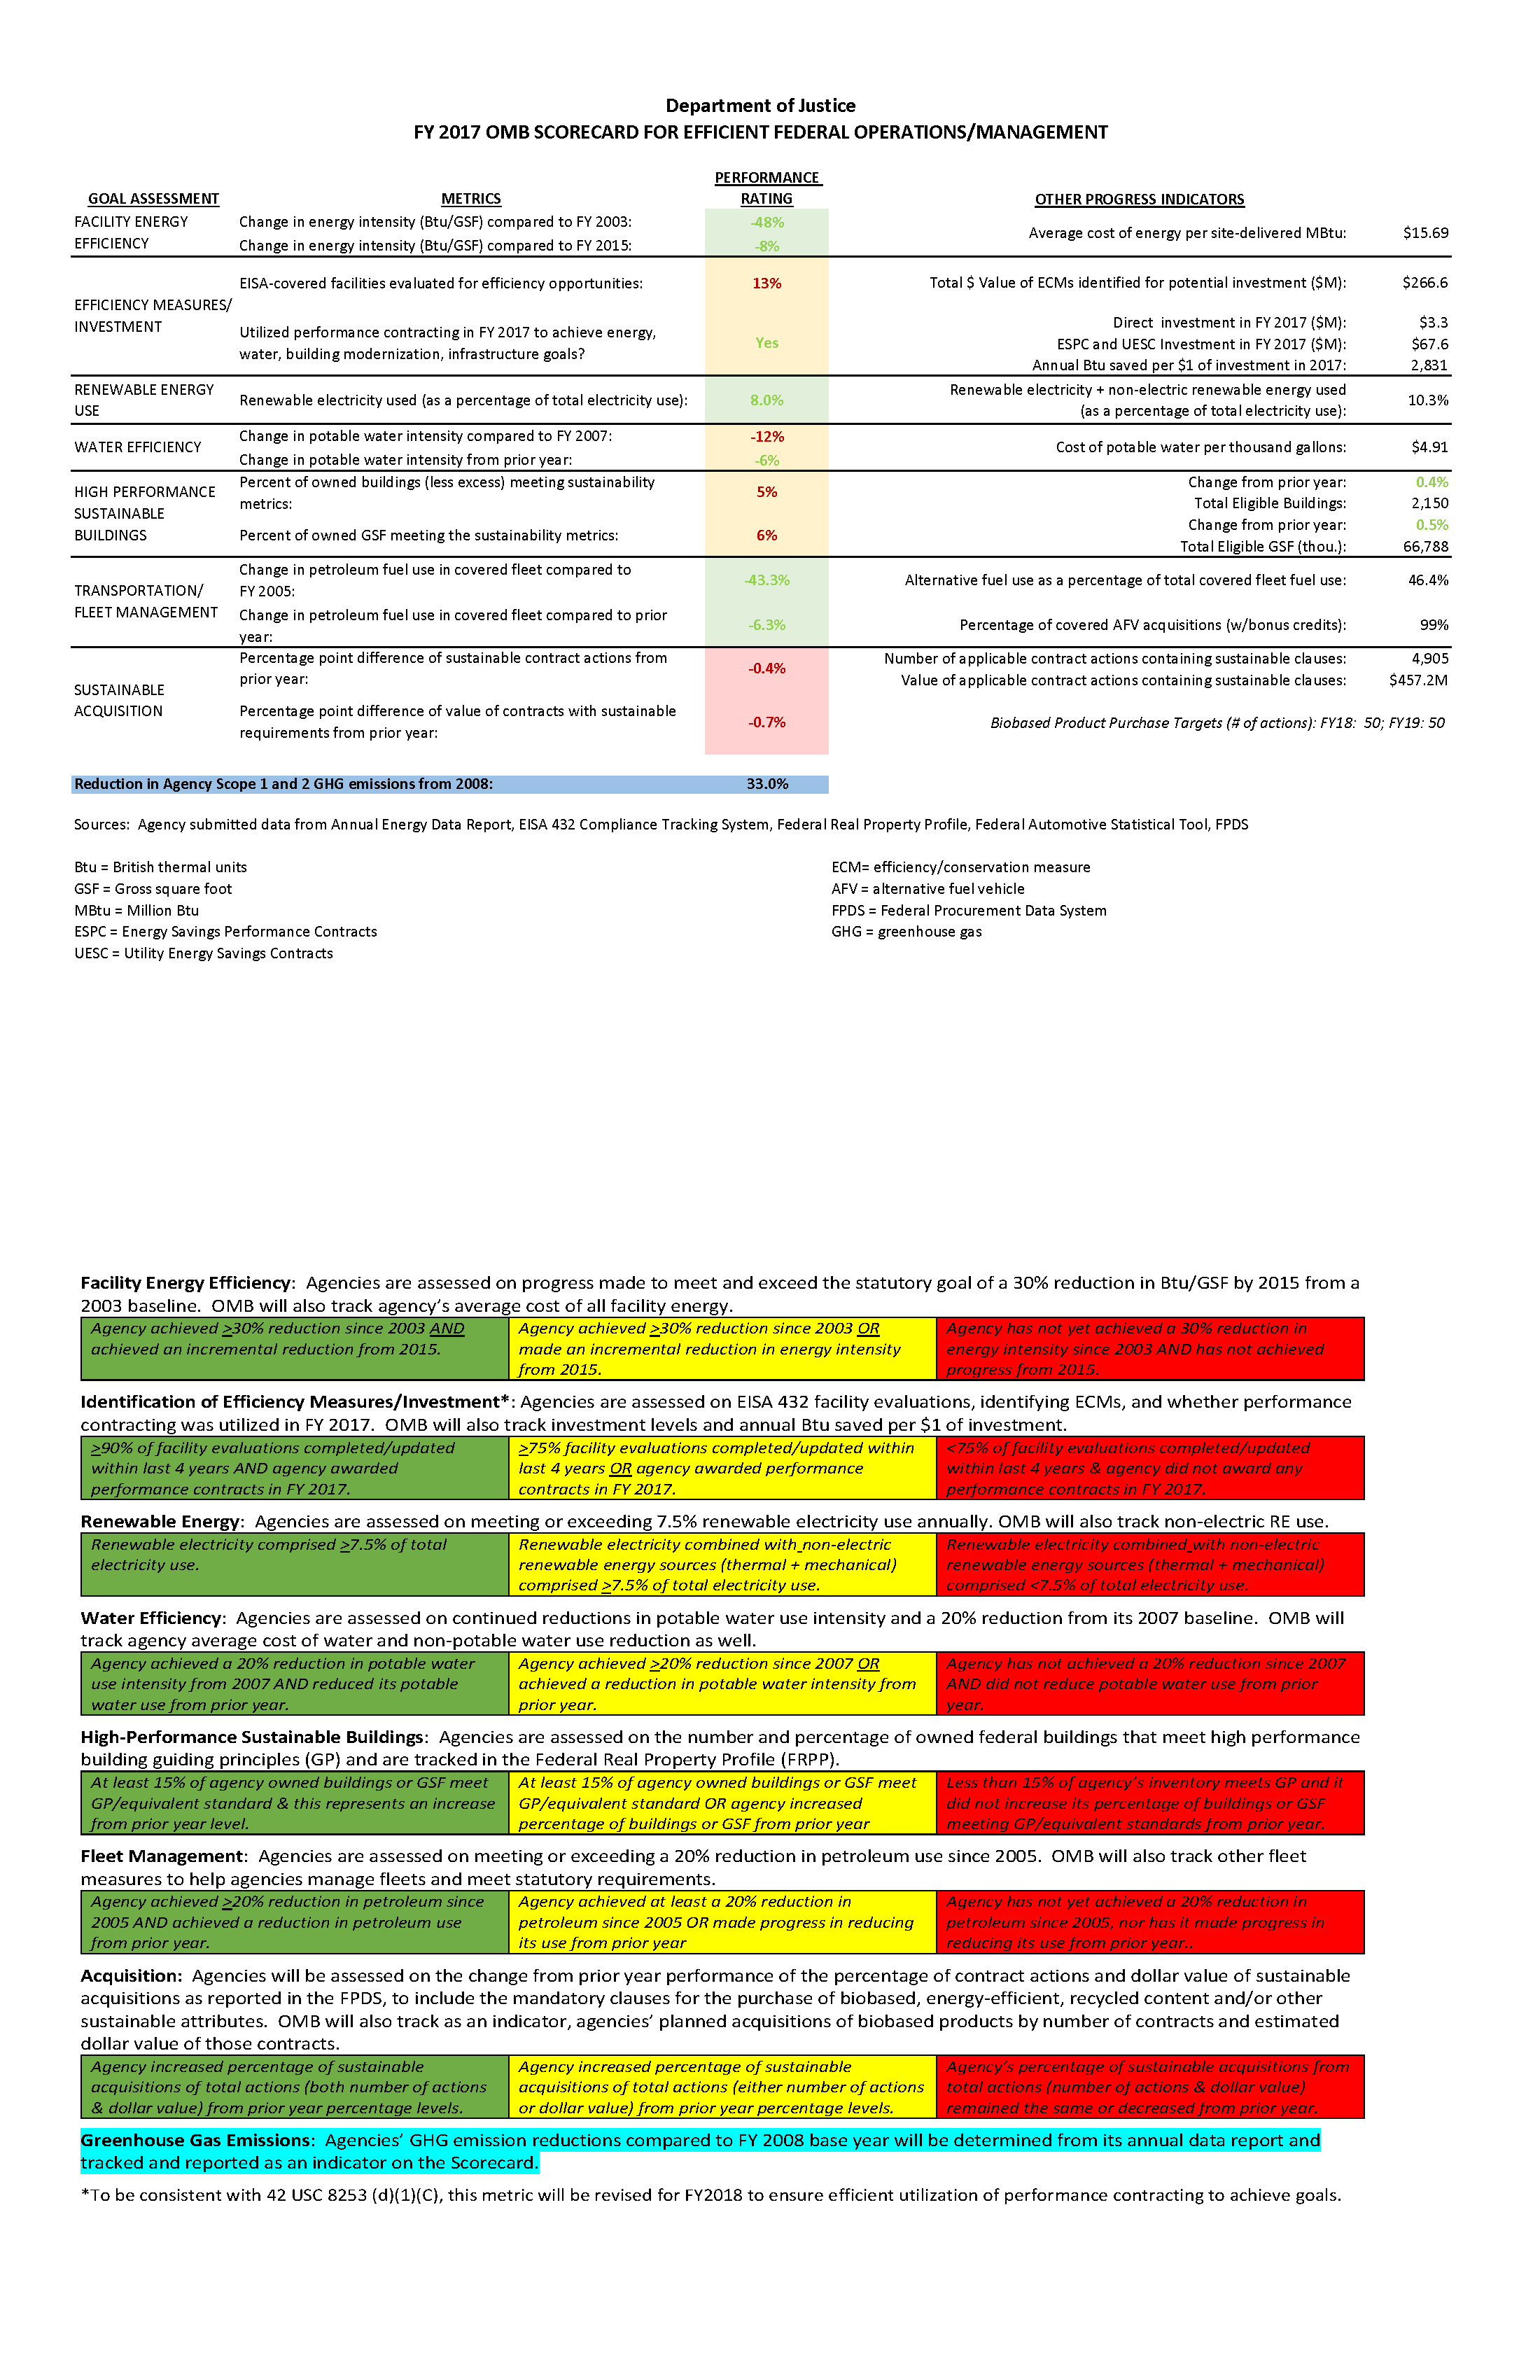 Department of Justice
FY 2017 OMB SCORECARD FOR EFFICIENT FEDERAL OPERATIONS/MANAGEMENT
GOAL ASSESSMENT METRICS PERFORMANCE RATING OTHER PROGRESS INDICATORS
FACILITY ENERGY EFFICIENCY
Change in energy intensity (Btu/GSF) compared to FY 2003: -48%
Change in energy intensity (Btu/GSF) compared to FY 2015: -8%
Average cost of energy per site-delivered MBtu: $15.69
EFFICIENCY MEASURES/
INVESTMENT
EISA-covered facilities evaluated for efficiency opportunities: 13%
Total $ Value of ECMs identified for potential investment ($M): $266.6
Utilized performance contracting in FY 2017 to achieve energy,
water, building modernization, infrastructure goals? Yes
Direct investment in FY 2017 ($M): $3.3
ESPC and UESC Investment in FY 2017 ($M): $67.6
Annual Btu saved per $1 of investment in 2017: 2,831
RENEWABLE ENERGY
USE
Renewable electricity used (as a percentage of total electricity use): 8.0%
Renewable electricity + non-electric renewable energy used
(as a percentage of total electricity use): 10.3%
WATER EFFICIENCY
Change in potable water intensity compared to FY 2007: -12%
Change in potable water intensity from prior year: -6%
Cost of potable water per thousand gallons: $4.91
HIGH PERFORMANCE
SUSTAINABLE
BUILDINGS
Percent of owned buildings (less excess) meeting sustainability
metrics: 5%
Change from prior year: 0.4%
Total Eligible Buildings: 2,150
Percent of owned GSF meeting the sustainability metrics: 6%
Change from prior year: 0.5%
Total Eligible GSF (thou.): 66,788
TRANSPORTATION/
FLEET MANAGEMENT
Change in petroleum fuel use in covered fleet compared to
FY 2005: -43.3%
Alternative fuel use as a percentage of total covered fleet fuel use: 46.4%
Change in petroleum fuel use in covered fleet compared to prior
year: -6.3%
Percentage of covered AFV acquisitions (w/bonus credits): 99%
SUSTAINABLE
ACQUISITION
Percentage point difference of sustainable contract actions from
prior year: -0.4%
Number of applicable contract actions containing sustainable clauses: 4,905
Value of applicable contract actions containing sustainable clauses: $457.2M
Percentage point difference of value of contracts with sustainable
requirements from prior year: -0.7%
Biobased Product Purchase Targets (# of actions): FY18: 50; FY19: 50
Reduction in Agency Scope 1 and 2 GHG emissions from 2008: 33.0%
Sources: Agency submitted data from Annual Energy Data Report, EISA 432 Compliance Tracking System, Federal Real Property Profile, Federal Automotive Statistical Tool, FPDS
Btu = British thermal units
GSF = Gross square foot
MBtu = Million Btu
ESPC = Energy Savings Performance Contracts
UESC = Utility Energy Savings Contracts
ECM= efficiency/conservation measure
AFV = alternative fuel vehicle
FPDS = Federal Procurement Data System
GHG = greenhouse gas
Facility Energy Efficiency: Agencies are assessed on progress made to meet and exceed the statutory goal of a 30% reduction in Btu/GSF by 2015 from a
2003 baseline. OMB will also track agency's average cost of all facility energy.
Agency achieved >30% reduction since 2003 AND
achieved an incremental reduction from 2015.
Agency achieved >30% reduction since 2003 OR
made an incremental reduction in energy intensity
from 2015.
Agency has not yet achieved a 30% reduction in
energy intensity since 2003 AND has not achieved
progress from 2015.
Identification of Efficiency Measures/Investment*: Agencies are assessed on EISA 432 facility evaluations, identifying ECMs, and whether performance
contracting was utilized in FY 2017. OMB will also track investment levels and annual Btu saved per $1 of investment.
>90% of facility evaluations completed/updated
within last 4 years AND agency awarded
performance contracts in FY 2017.
>75% facility evaluations completed/updated within
last 4 years OR agency awarded performance
contracts in FY 2017.
<75% of facility evaluations completed/updated
within last 4 years & agency did not award any
performance contracts in FY 2017.
Renewable Energy: Agencies are assessed on meeting or exceeding 7.5% renewable electricity use annually. OMB will also track non-electric RE use.
Renewable electricity comprised >7.5% of total
electricity use.
Renewable electricity combined with non-electric
renewable energy sources (thermal + mechanical)
comprised >7.5% of total electricity use.
Renewable electricity combined with non-electric
renewable energy sources (thermal + mechanical)
comprised <7.5% of total electricity use.
Water Efficiency: Agencies are assessed on continued reductions in potable water use intensity and a 20% reduction from its 2007 baseline. OMB will
track agency average cost of water and non-potable water use reduction as well.
Agency achieved a 20% reduction in potable water
use intensity from 2007 AND reduced its potable
water use from prior year.
Agency achieved >20% reduction since 2007 OR
achieved a reduction in potable water intensity from
prior year.
Agency has not achieved a 20% reduction since 2007
AND did not reduce potable water use from prior
year.
High-Performance Sustainable Buildings: Agencies are assessed on the number and percentage of owned federal buildings that meet high performance
building guiding principles (GP) and are tracked in the Federal Real Property Profile (FRPP).
At least 15% of agency owned buildings or GSF meet
GP/equivalent standard & this represents an increase
from prior year level.
At least 15% of agency owned buildings or GSF meet
GP/equivalent standard OR agency increased
percentage of buildings or GSF from prior year
Less than 15% of agency's inventory meets GP and it
did not increase its percentage of buildings or GSF
meeting GP/equivalent standards from prior year.
Fleet Management: Agencies are assessed on meeting or exceeding a 20% reduction in petroleum use since 2005. OMB will also track other fleet
measures to help agencies manage fleets and meet statutory requirements.
Agency achieved >20% reduction in petroleum since
2005 AND achieved a reduction in petroleum use
from prior year.
Agency achieved at least a 20% reduction in
petroleum since 2005 OR made progress in reducing
its use from prior year
Agency has not yet achieved a 20% reduction in
petroleum since 2005, nor has it made progress in
reducing its use from prior year..
Acquisition: Agencies will be assessed on the change from prior year performance of the percentage of contract actions and dollar value of sustainable
acquisitions as reported in the FPDS, to include the mandatory clauses for the purchase of biobased, energy-efficient, recycled content and/or other
sustainable attributes. OMB will also track as an indicator, agencies' planned acquisitions of biobased products by number of contracts and estimated
dollar value of those contracts.
Agency increased percentage of sustainable
acquisitions of total actions (both number of actions
& dollar value) from prior year percentage levels.
Agency increased percentage of sustainable
acquisitions of total actions (either number of actions
or dollar value) from prior year percentage levels.
Agency's percentage of sustainable acquisitions from
total actions (number of actions & dollar value)
remained the same or decreased from prior year.
Greenhouse Gas Emissions: Agencies' GHG emission reductions compared to FY 2008 base year will be determined from its annual data report and
tracked and reported as an indicator on the Scorecard.
*To be consistent with 42 USC 8253 (d)(1)(C), this metric will be revised for FY2018 to ensure efficient utilization of performance contracting to achieve goals.